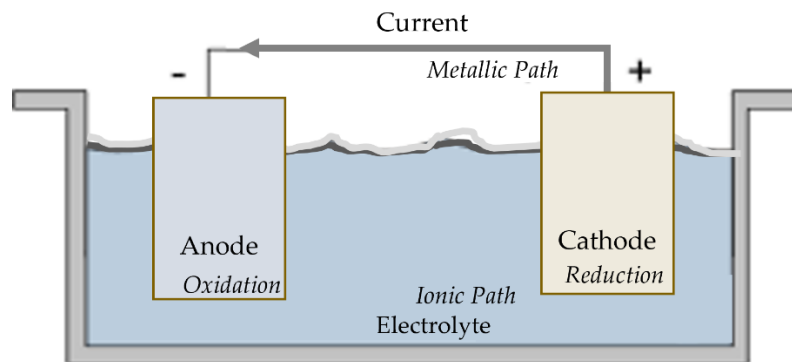 Current
Metallic Path
-
+
Anode
Oxidation
Cathode
Reduction
Ionic Path
Electrolyte